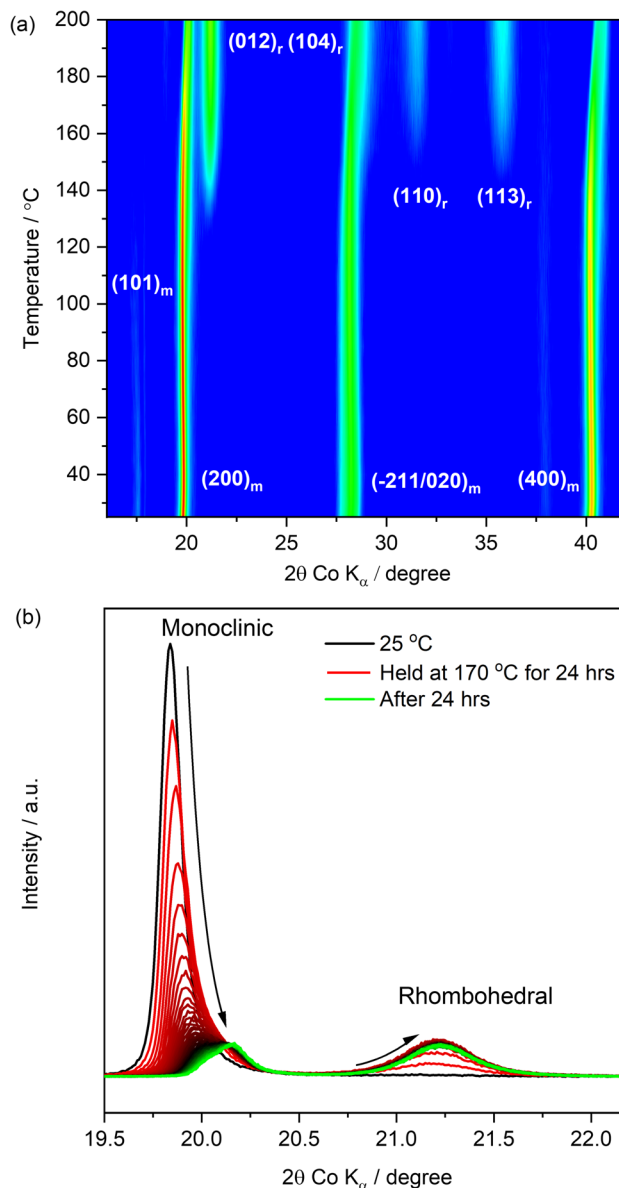 (a)
200
180
160
140
120
100
80
60
40
Temperature / °C
(012)r (104)r
(110)r (113)r
(101)m
(200)m (-211/020)m (400)m
20 25 30 35 40
2θ Co Kα / degree
(b)
Monoclinic
25 °C
Held at 170 °C for 24 hrs
After 24 hrs
Intensity / a.u.
Rhombohedral
19.5 20.0 20.5 21.0 21.5 22.0
2θ Co Kα / degree